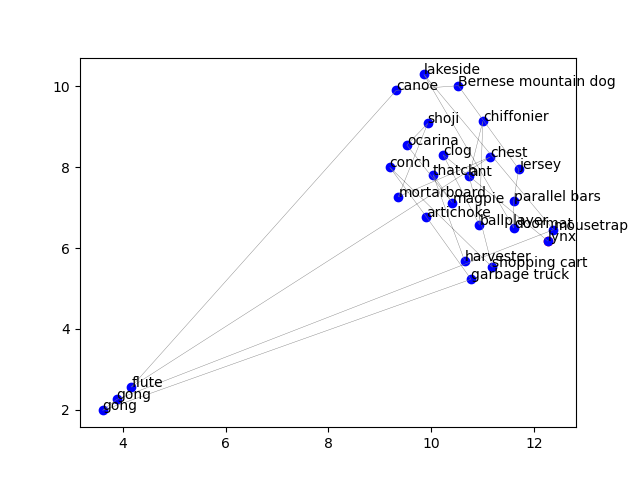 lakeside
Bernese mountain dog
canoe
chiffonier
shoji
ocarina
clog
chest
conch
jersey
thatch
ant
mortarboard
magpie
parallel bars
artichoke
ballplayer
doormat
mousetrap
lynx
harvester
shopping cart
garbage truck
flute
gong
gong
10
8
6
4
2
4
6
8
10
12